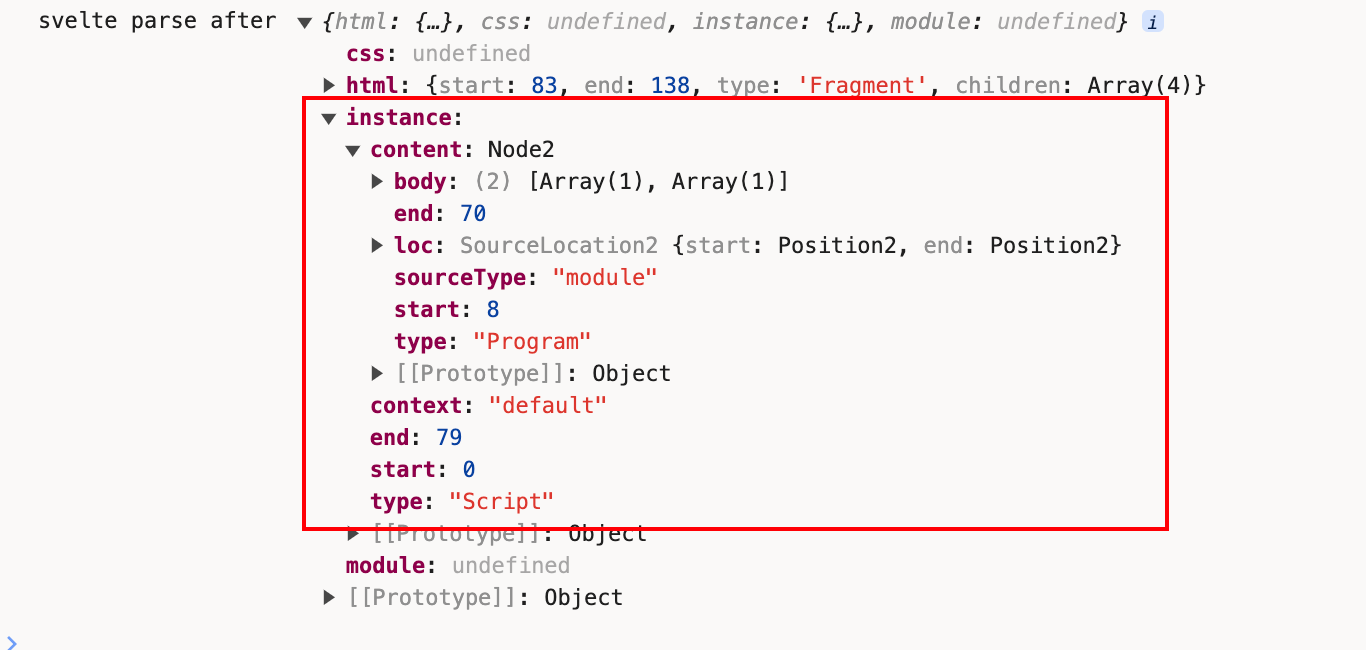 svelte parse after ▼ {html: {…}, css: undefined, instance: {…}, module: undefined} i
css: undefined
▶ html: {start: 83, end: 138, type: 'Fragment', children: Array(4)}
▼ instance:
▼ content: Node2
▶ body: (2) [Array(1), Array(1)]
end: 70
▶ loc: SourceLocation2 {start: Position2, end: Position2}
sourceType: "module"
start: 8
type: "Program"
▶ [[Prototype]]: Object
context: "default"
end: 79
start: 0
type: "Script"
▶ [[Prototype]]: Object
module: undefined
▶ [[Prototype]]: Object